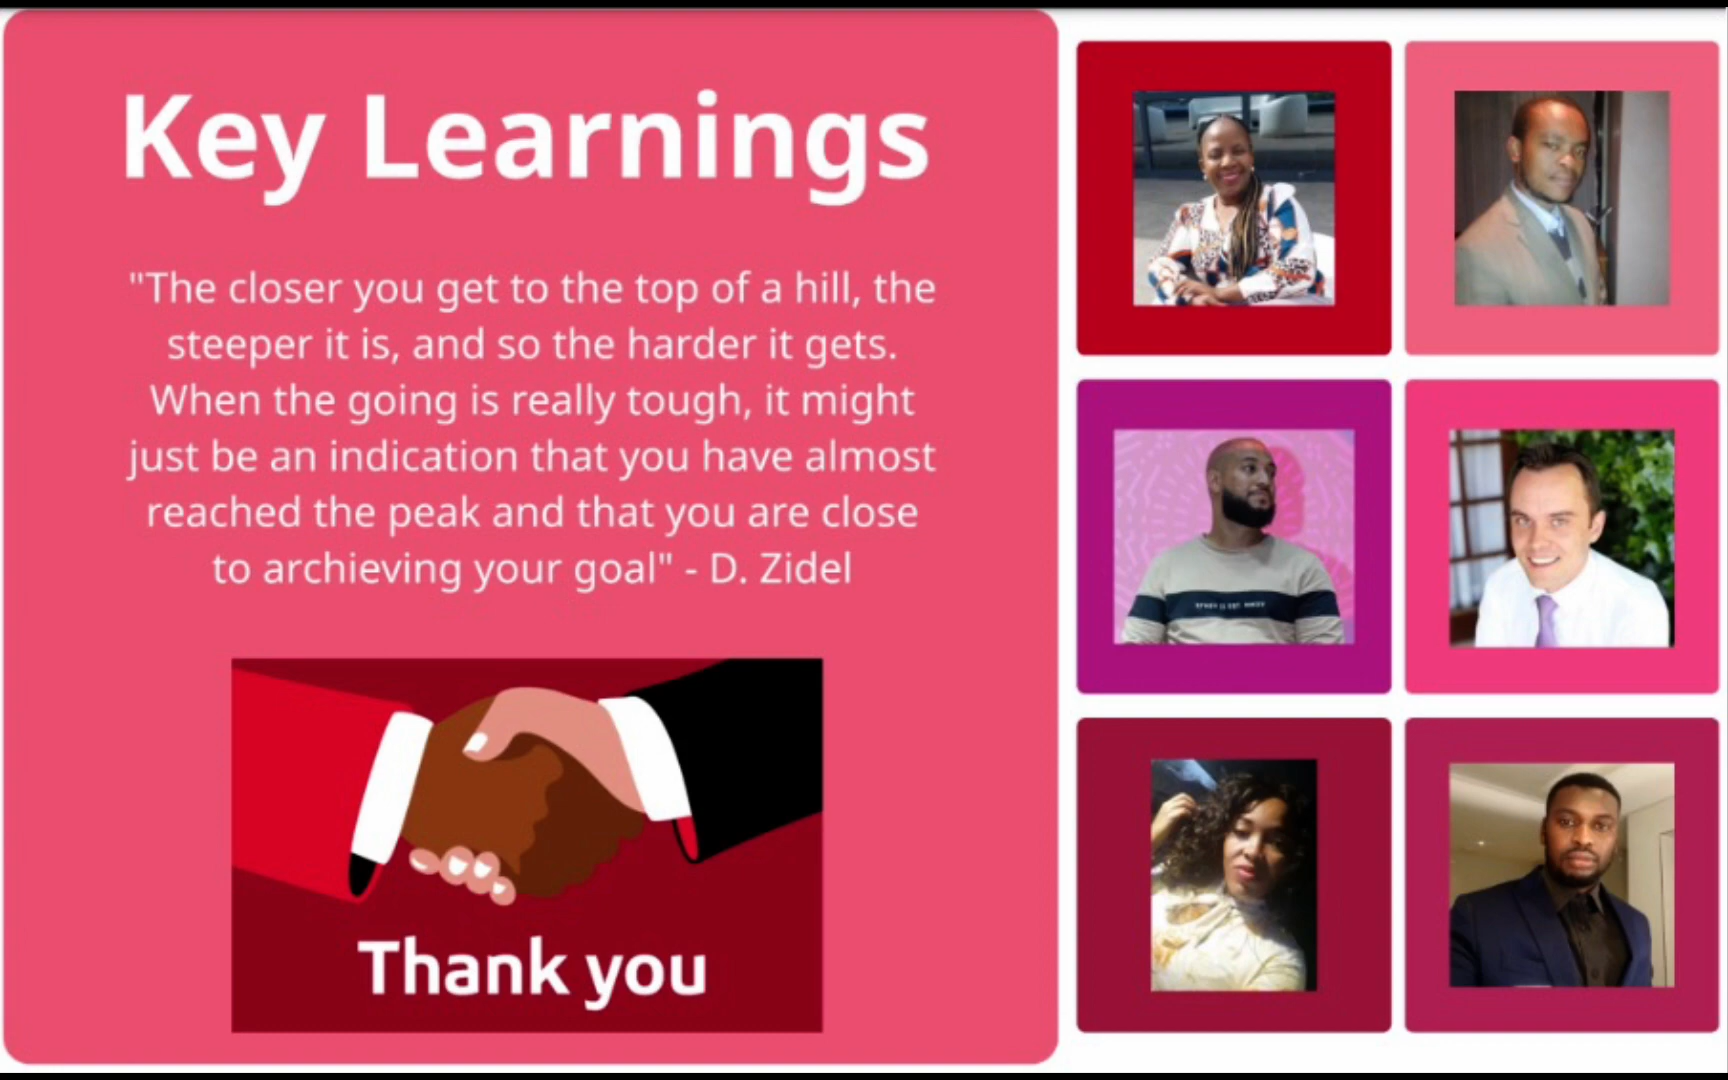 Key Learnings
"The closer you get to the top of a hill, the
steeper it is, and so the harder it gets.
When the going is really tough, it might
just be an indication that you have almost
reached the peak and that you are close
to archieving your goal" - D. Zidel
Thank you